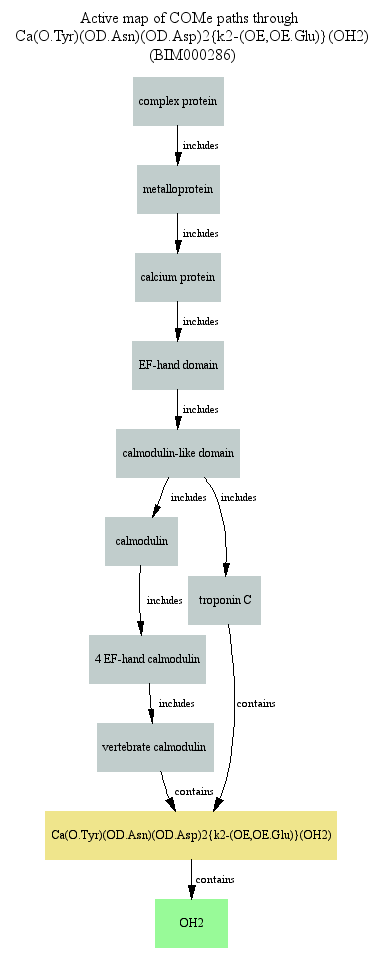 Active map of COMe paths through
Ca(O.Tyr)(OD.Asn)(OD.Asp)2{k2-(OE,OE.Glu)}(OH2)
(BIM000286)
complex protein
includes
metalloprotein
includes
calcium protein
includes
EF-hand domain
includes
calmodulin-like domain
includes
includes
calmodulin
troponin C
includes
4 EF-hand calmodulin
includes
contains
vertebrate calmodulin
contains
Ca(O.Tyr)(OD.Asn)(OD.Asp)2{k2-(OE,OE.Glu)}(OH2)
contains
OH2